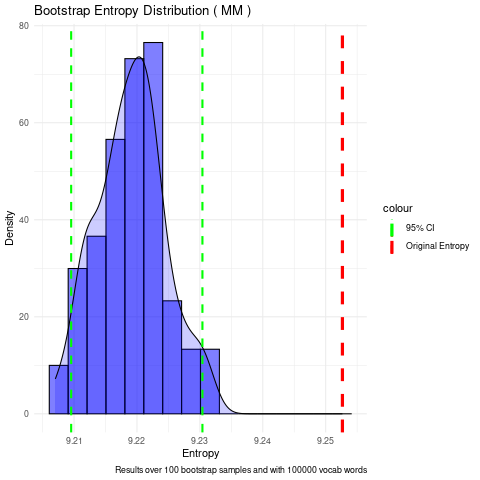 Bootstrap Entropy Distribution ( MM )
80
60
40
20
0
Density
9.21 9.22 9.23 9.24 9.25
Entropy
colour
95% CI
Original Entropy
Results over 100 bootstrap samples and with 100000 vocab words